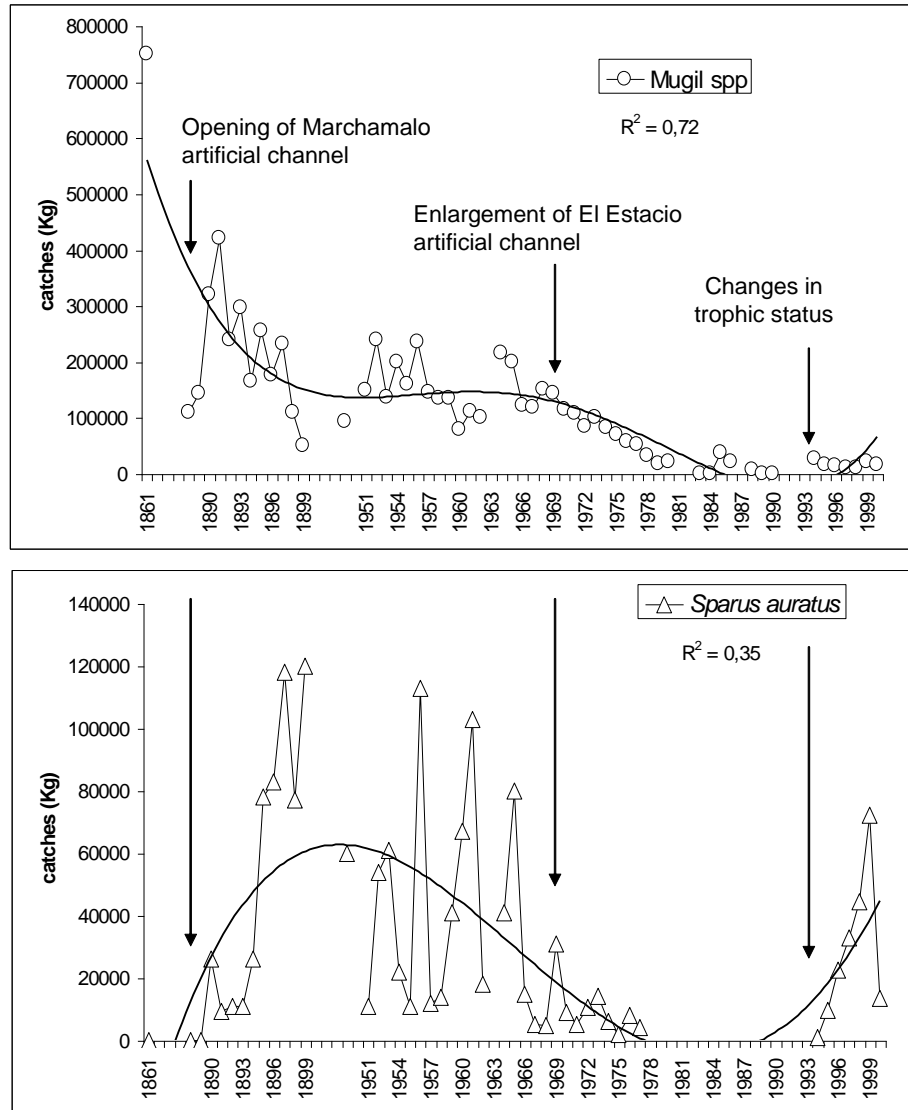 800000
700000
600000
500000
400000
300000
200000
100000
0
catches (Kg)
Mugil spp
R² = 0,72
Opening of Marchamalo
artificial channel
Enlargement of El Estacio
artificial channel
Changes in
trophic status
1861 1890 1893 1896 1899 1951 1954 1957 1960 1963 1966 1969 1972 1975 1978 1981 1984 1987 1990 1993 1996 1999
140000
120000
100000
80000
60000
40000
20000
0
catches (Kg)
Sparus auratus
R² = 0,35
1861 1890 1893 1896 1899 1951 1954 1957 1960 1963 1966 1969 1972 1975 1978 1981 1984 1987 1990 1993 1996 1999